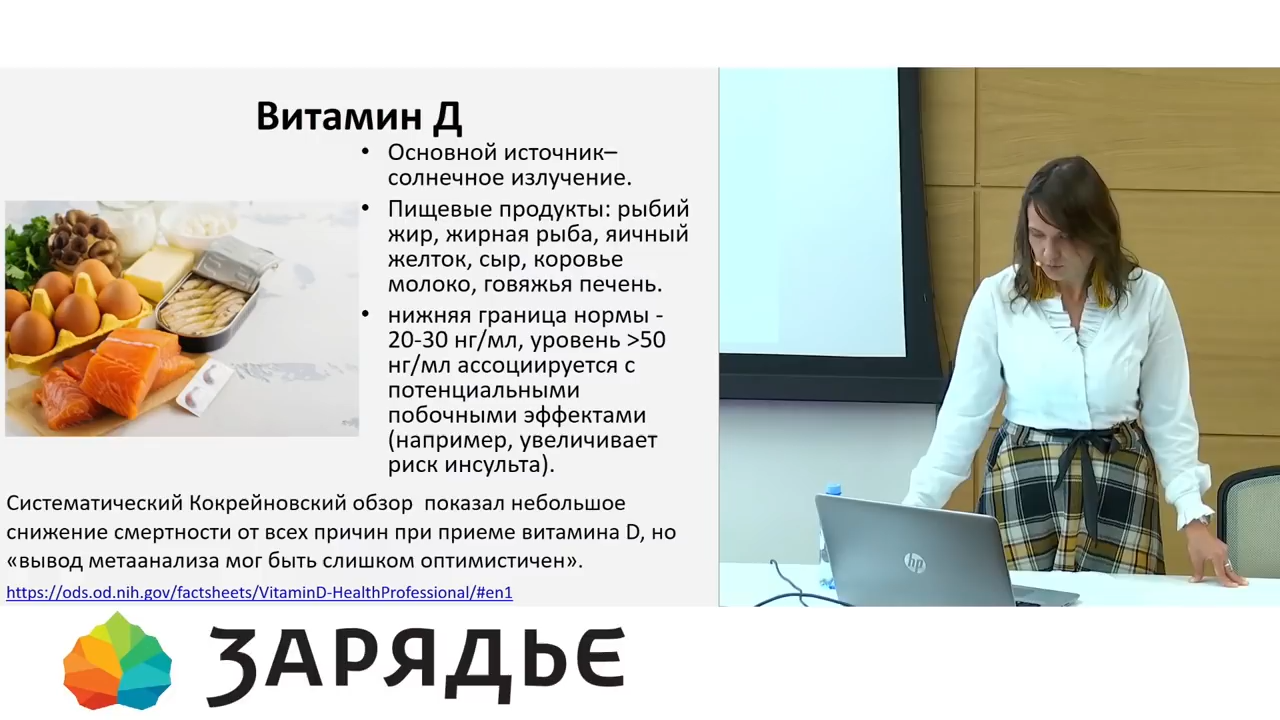 Витамин Д
• Основной источник–
солнечное излучение.
• Пищевые продукты: рыбий
жир, жирная рыба, яичный
желток, сыр, коровье
молоко, говяжья печень.
• нижняя граница нормы -
20-30 нг/мл, уровень >50
нг/мл ассоциируется с
потенциальными
побочными эффектами
(например, увеличивает
риск инсульта).
Систематический Кокрейновский обзор показал небольшое
снижение смертности от всех причин при приеме витамина D, но
«вывод метаанализа мог быть слишком оптимистичен».
https://ods.od.nih.gov/factsheets/VitaminD-HealthProfessional/#en1
hp
ЗАРЯДЬЕ